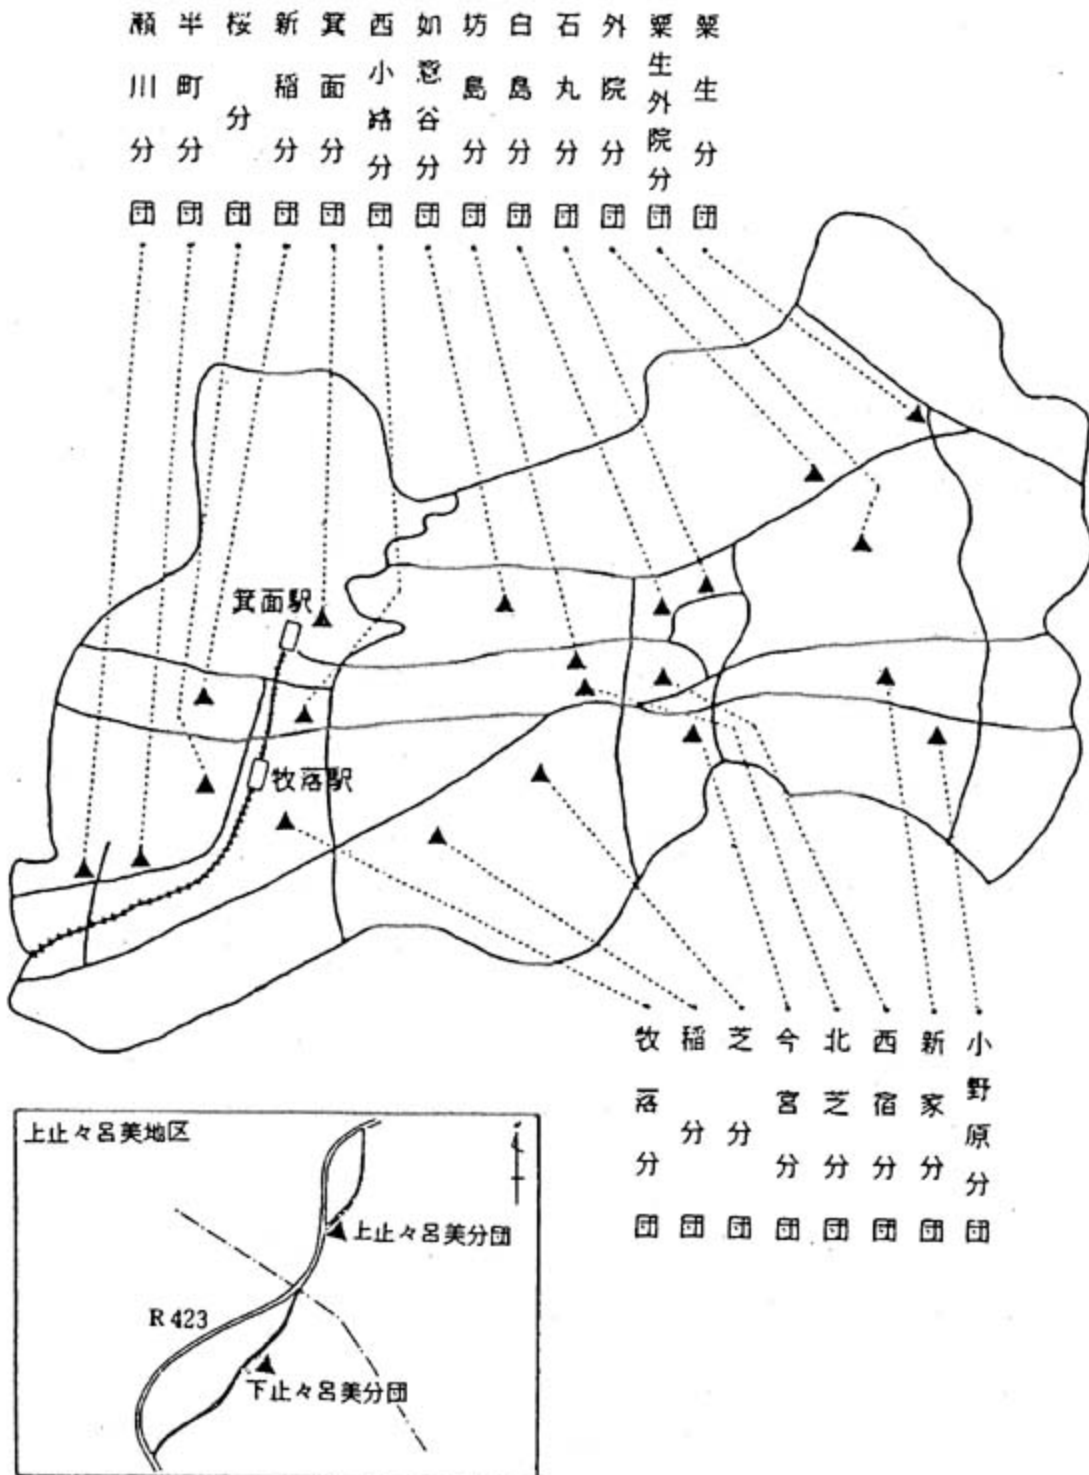 瀬川分団
半町分団
桜分団
新稲分団
箕面分団
西小路分団
如意谷分団
坊島分団
白島分団
石丸分団
外院分団
粟生外院分団
粟生分団
箕面駅
牧落駅
牧落分団
稲分団
芝分団
今宮分団
北芝分団
西宿分団
新家分団
小野原分団
上止々呂美地区
上止々呂美分団
R423
下止々呂美分団